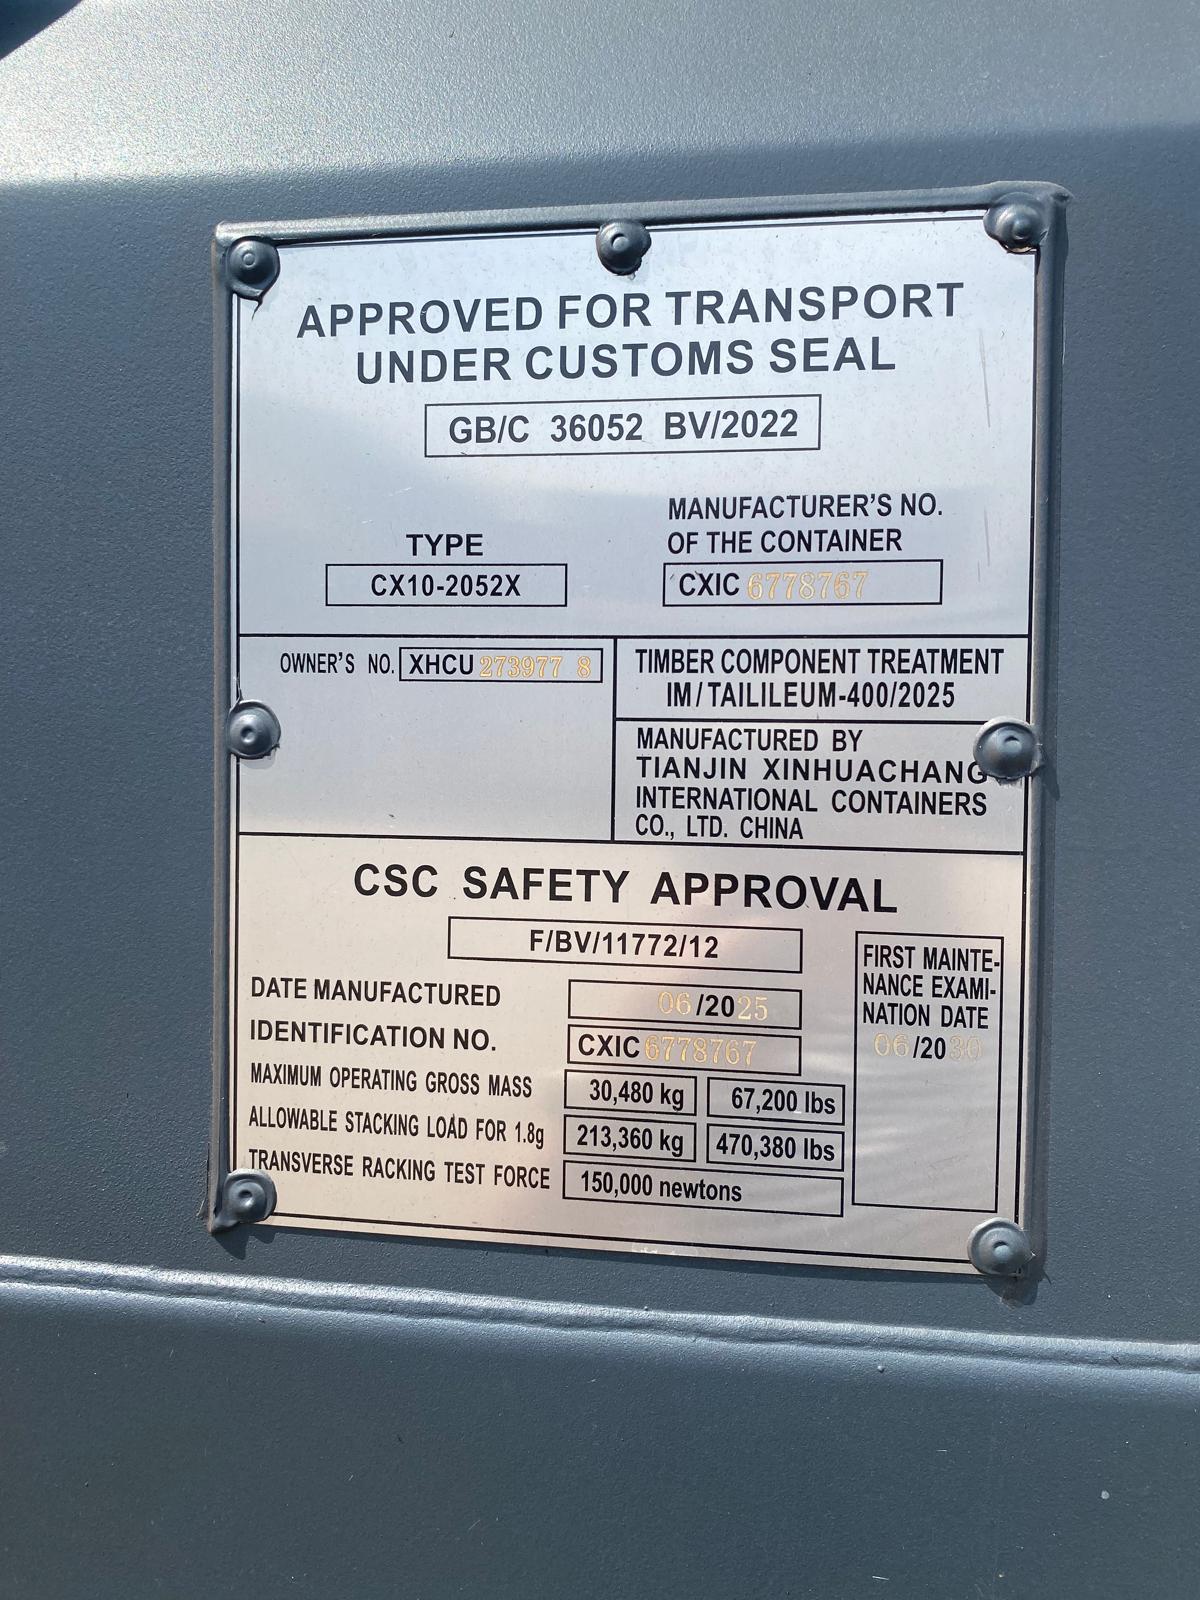 APPROVED FOR TRANSPORT
UNDER CUSTOMS SEAL
GB/C 36052 BV/2022
TYPE
CX10-2052X
MANUFACTURER'S NO.
OF THE CONTAINER
CXIC 6778767
OWNER'S NO. XHCU 273977 8
TIMBER COMPONENT TREATMENT
IM/TAILILEUM-400/2025
MANUFACTURED BY
TIANJIN XINHUACHANG
INTERNATIONAL CONTAINERS
CO., LTD. CHINA
CSC SAFETY APPROVAL
F/BV/11772/12
DATE MANUFACTURED 06/2025
IDENTIFICATION NO. CXIC 6778767
MAXIMUM OPERATING GROSS MASS 30,480 kg 67,200 lbs
ALLOWABLE STACKING LOAD FOR 1.8g 213,360 kg 470,380 lbs
TRANSVERSE RACKING TEST FORCE 150,000 newtons
FIRST MAINTE-
NANCE EXAMI-
NATION DATE
06/2030